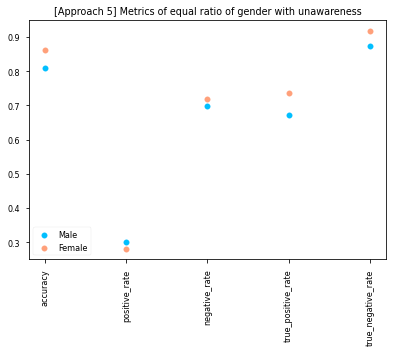 [Approach 5] Metrics of equal ratio of gender with unawareness
0.9
0.8
0.7
0.6
0.5
0.4
0.3
Male
Female
accuracy
positive_rate
negative_rate
true_positive_rate
true_negative_rate